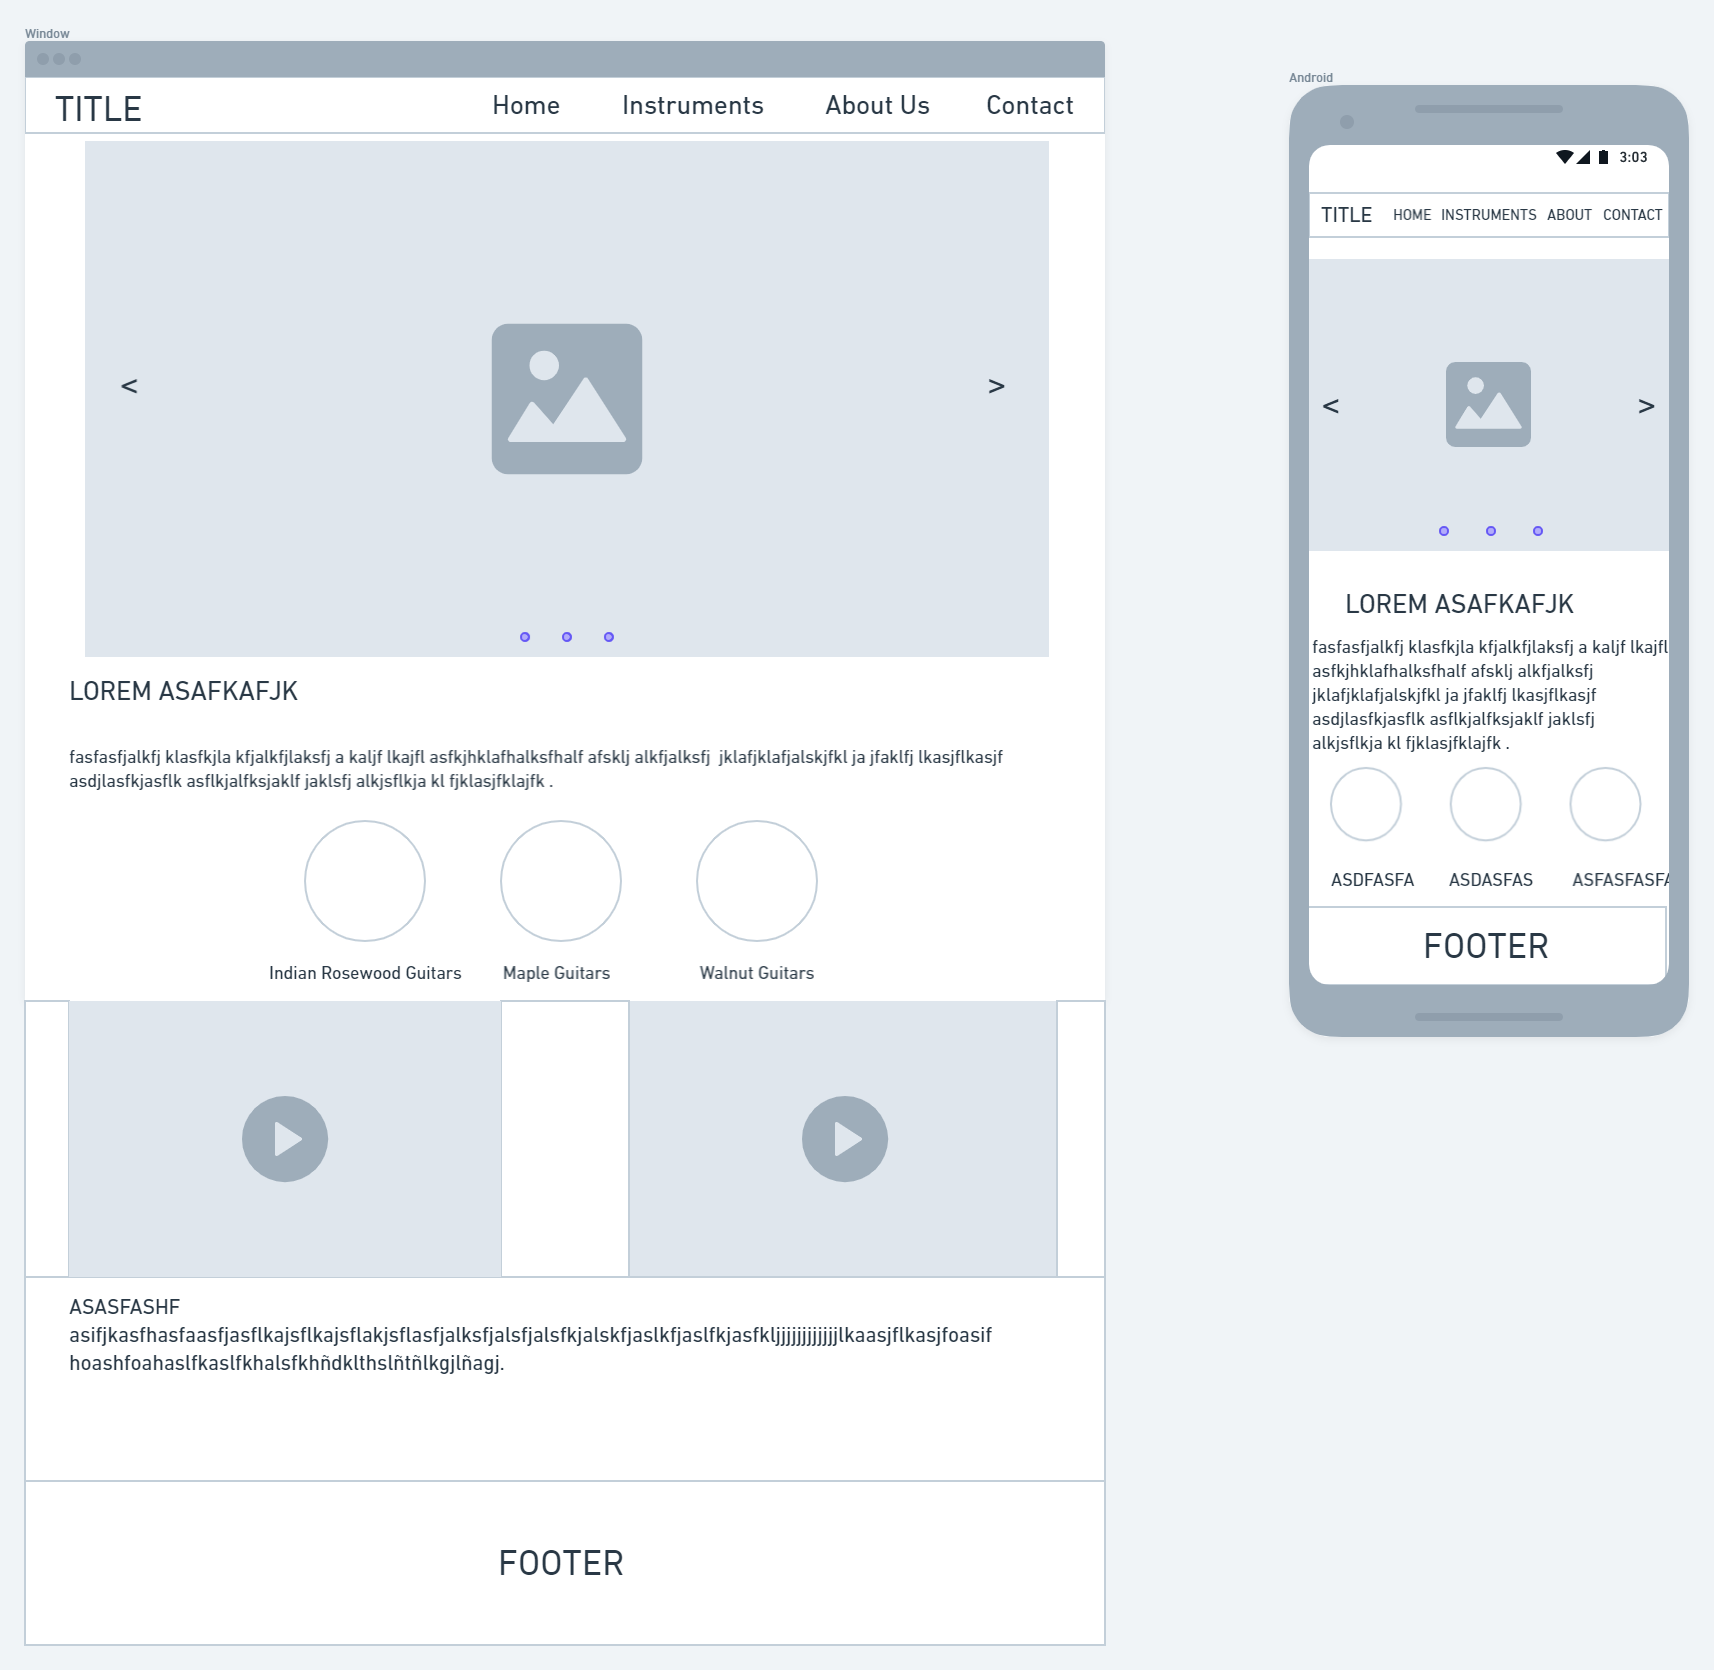 Window
TITLE Home Instruments About Us Contact
< >
LOREM ASAFKAFJK
fasfasfjalkfj klasfkjla kfjalkfjlaksfj a kaljf lkajfl asfkjhklafhalksfhalf afsklj alkfjalksfj jklafjklafjalskjfkl ja jfaklfj lkasjflkasjf
asdjlasfkjasflk asflkjalfksjaklf jaklsfj alkjsflkja kl fjklasjfklajfk .
Indian Rosewood Guitars Maple Guitars Walnut Guitars
ASASFASHF
asifjkasfhasfaasfjasflkajsflkajsflakjsflasfjalksfjalsfjalsfkjalskfjaslkfjaslfkjasfkljjjjjjjjjjjjlkaasjflkasjfoasif
hoashfoahaslfkaslfkhalsfkhñdklthslñtñlkgjlñagj.
FOOTER
Android
3:03
TITLE HOME INSTRUMENTS ABOUT CONTACT
< >
LOREM ASAFKAFJK
fasfasfjalkfj klasfkjla kfjalkfjlaksfj a kaljf lkajfl
asfkjhklafhalksfhalf afsklj alkfjalksfj
jklafjklafjalskjfkl ja jfaklfj lkasjflkasjf
asdjlasfkjasflk asflkjalfksjaklf jaklsfj
alkjsflkja kl fjklasjfklajfk .
ASDFASFA ASDASFAS ASFASFASFA
FOOTER